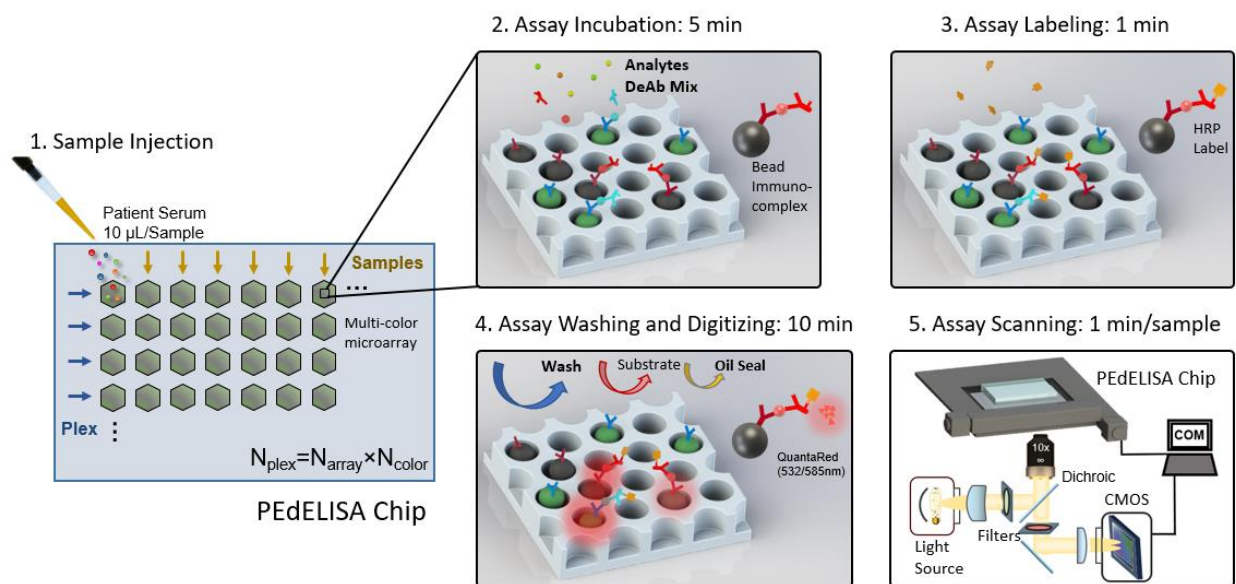 1. Sample Injection
Patient Serum
10 µL/Sample
Samples
...
Multi-color
microarray
Plex
N_plex=N_array×N_color
PEdELISA Chip
2. Assay Incubation: 5 min
Analytes
DeAb Mix
Bead
Immuno-
complex
3. Assay Labeling: 1 min
HRP
Label
4. Assay Washing and Digitizing: 10 min
Wash
Substrate
Oil Seal
QuantaRed
(532/585nm)
5. Assay Scanning: 1 min/sample
PEdELISA Chip
10x
∞
COM
Dichroic
CMOS
Filters
Light
Source